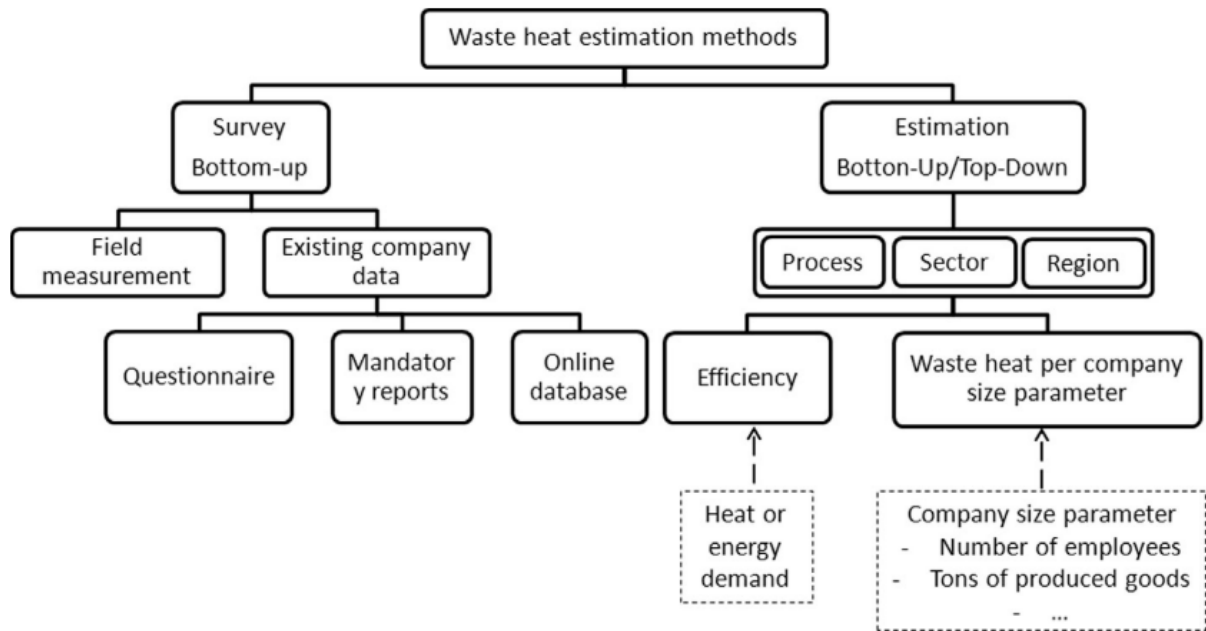 Waste heat estimation methods
Survey
Bottom-up
Estimation
Botton-Up/Top-Down
Field
measurement
Existing company
data
Process
Sector
Region
Questionnaire
Mandator
y reports
Online
database
Efficiency
Waste heat per company
size parameter
Heat or
energy
demand
Company size parameter
- Number of employees
- Tons of produced goods
- ...